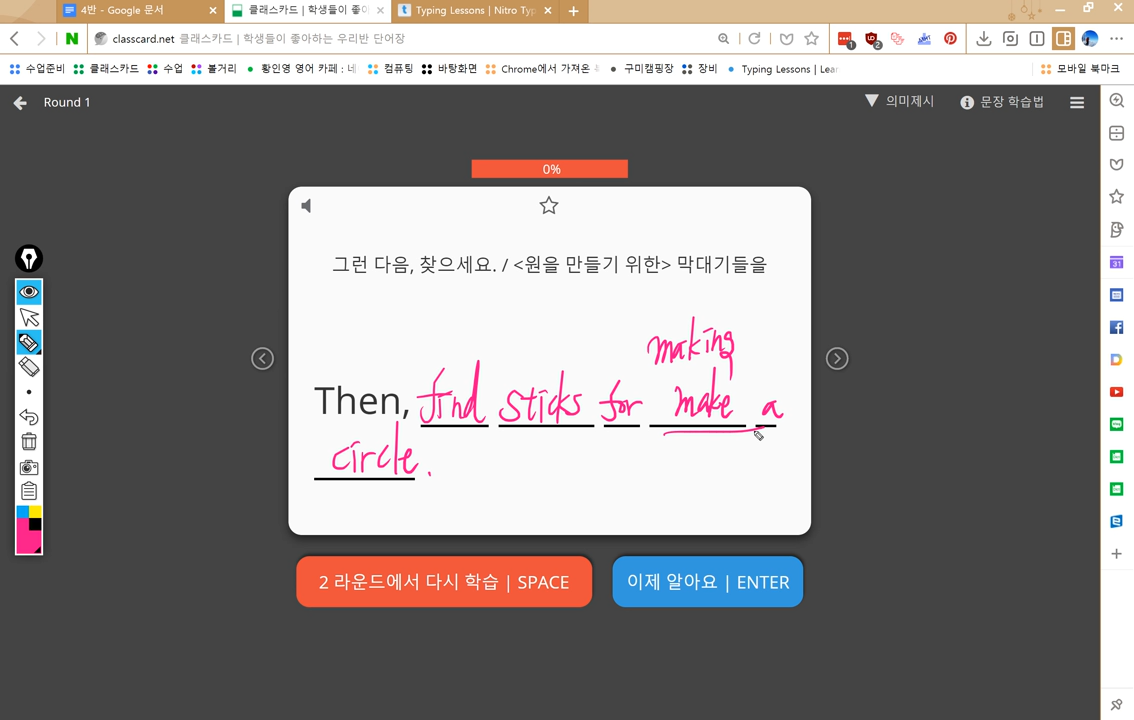 4반 - Google 문서
클래스카드 | 학생들이 좋아
Typing Lessons | Nitro Typ
classcard.net 클래스카드 | 학생들이 좋아하는 우리반 단어장
수업준비 클래스카드 수업 볼거리 황인영 영어 카페 : 네 컴퓨팅 바탕화면 Chrome에서 가져온 구미캠핑장 장비 Typing Lessons | Lear 모바일 북마크
Round 1
의미제시 문장 학습법
0%
그런 다음, 찾으세요. / <원을 만들기 위한> 막대기들을
making
Then, find sticks for make a
circle.
2 라운드에서 다시 학습 | SPACE
이제 알아요 | ENTER